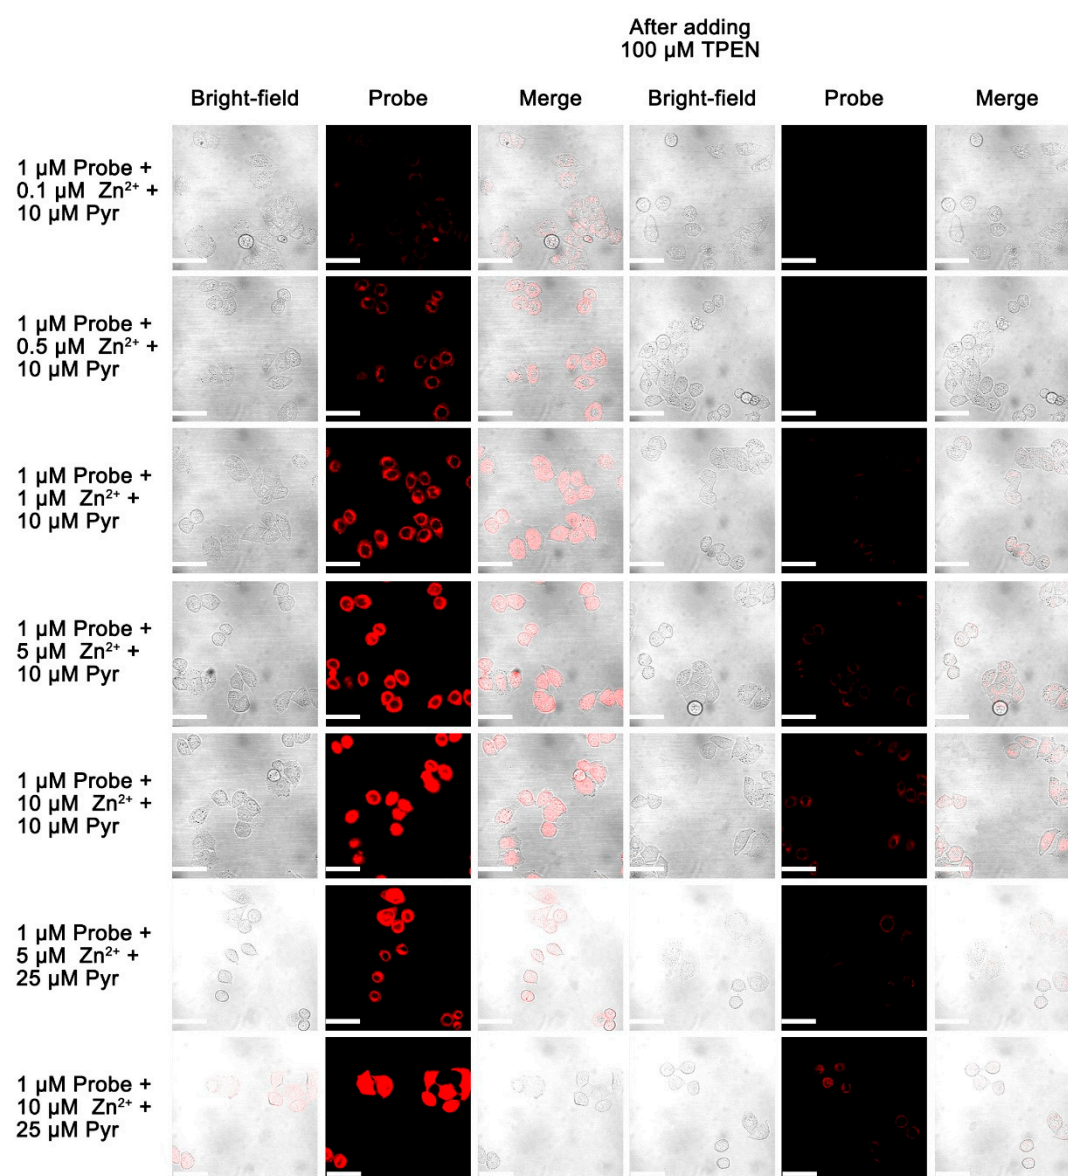 After adding
100 µM TPEN
Bright-field Probe Merge Bright-field Probe Merge
1 µM Probe +
0.1 µM Zn²⁺ +
10 µM Pyr
1 µM Probe +
0.5 µM Zn²⁺ +
10 µM Pyr
1 µM Probe +
1 µM Zn²⁺ +
10 µM Pyr
1 µM Probe +
5 µM Zn²⁺ +
10 µM Pyr
1 µM Probe +
10 µM Zn²⁺ +
10 µM Pyr
1 µM Probe +
5 µM Zn²⁺ +
25 µM Pyr
1 µM Probe +
10 µM Zn²⁺ +
25 µM Pyr